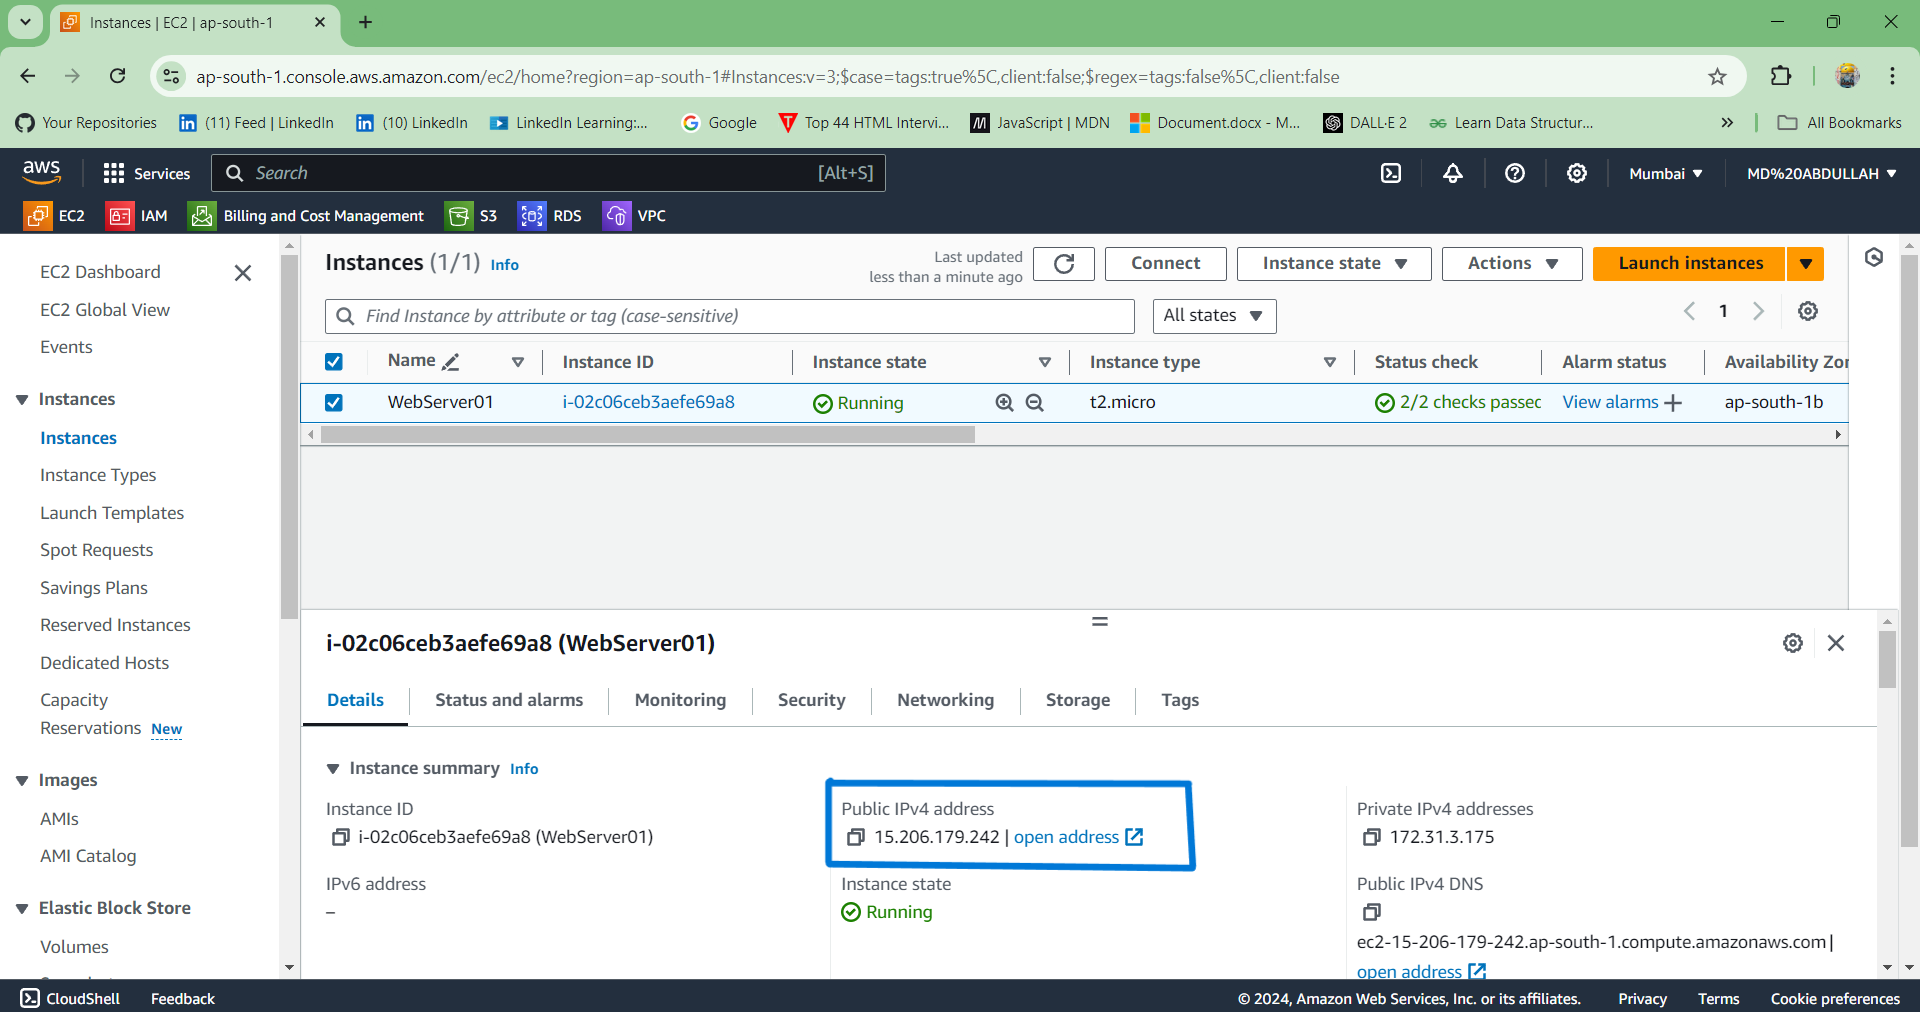 Instances | EC2 | ap-south-1
ap-south-1.console.aws.amazon.com/ec2/home?region=ap-south-1#Instances:v=3;$case=tags:true%5C,client:false;$regex=tags:false%5C,client:false
Your Repositories (11) Feed | LinkedIn (10) LinkedIn LinkedIn Learning:... Google Top 44 HTML Intervi... JavaScript | MDN Document.docx - M... DALL·E 2 Learn Data Structur... » All Bookmarks
aws Services Search [Alt+S] Mumbai MD%20ABDULLAH
EC2 IAM Billing and Cost Management S3 RDS VPC
EC2 Dashboard
EC2 Global View
Events
Instances
Instances
Instance Types
Launch Templates
Spot Requests
Savings Plans
Reserved Instances
Dedicated Hosts
Capacity
Reservations New
Images
AMIs
AMI Catalog
Elastic Block Store
Volumes
Instances (1/1) Info
Last updated
less than a minute ago
Connect Instance state Actions Launch instances
Find Instance by attribute or tag (case-sensitive) All states 1
Name Instance ID Instance state Instance type Status check Alarm status Availability Zor
WebServer01 i-02c06ceb3aefe69a8 Running t2.micro 2/2 checks passec View alarms + ap-south-1b
i-02c06ceb3aefe69a8 (WebServer01)
Details Status and alarms Monitoring Security Networking Storage Tags
Instance summary Info
Instance ID
i-02c06ceb3aefe69a8 (WebServer01)
IPv6 address
–
Public IPv4 address
15.206.179.242 | open address
Instance state
Running
Private IPv4 addresses
172.31.3.175
Public IPv4 DNS
ec2-15-206-179-242.ap-south-1.compute.amazonaws.com |
open address
CloudShell Feedback © 2024, Amazon Web Services, Inc. or its affiliates. Privacy Terms Cookie preferences